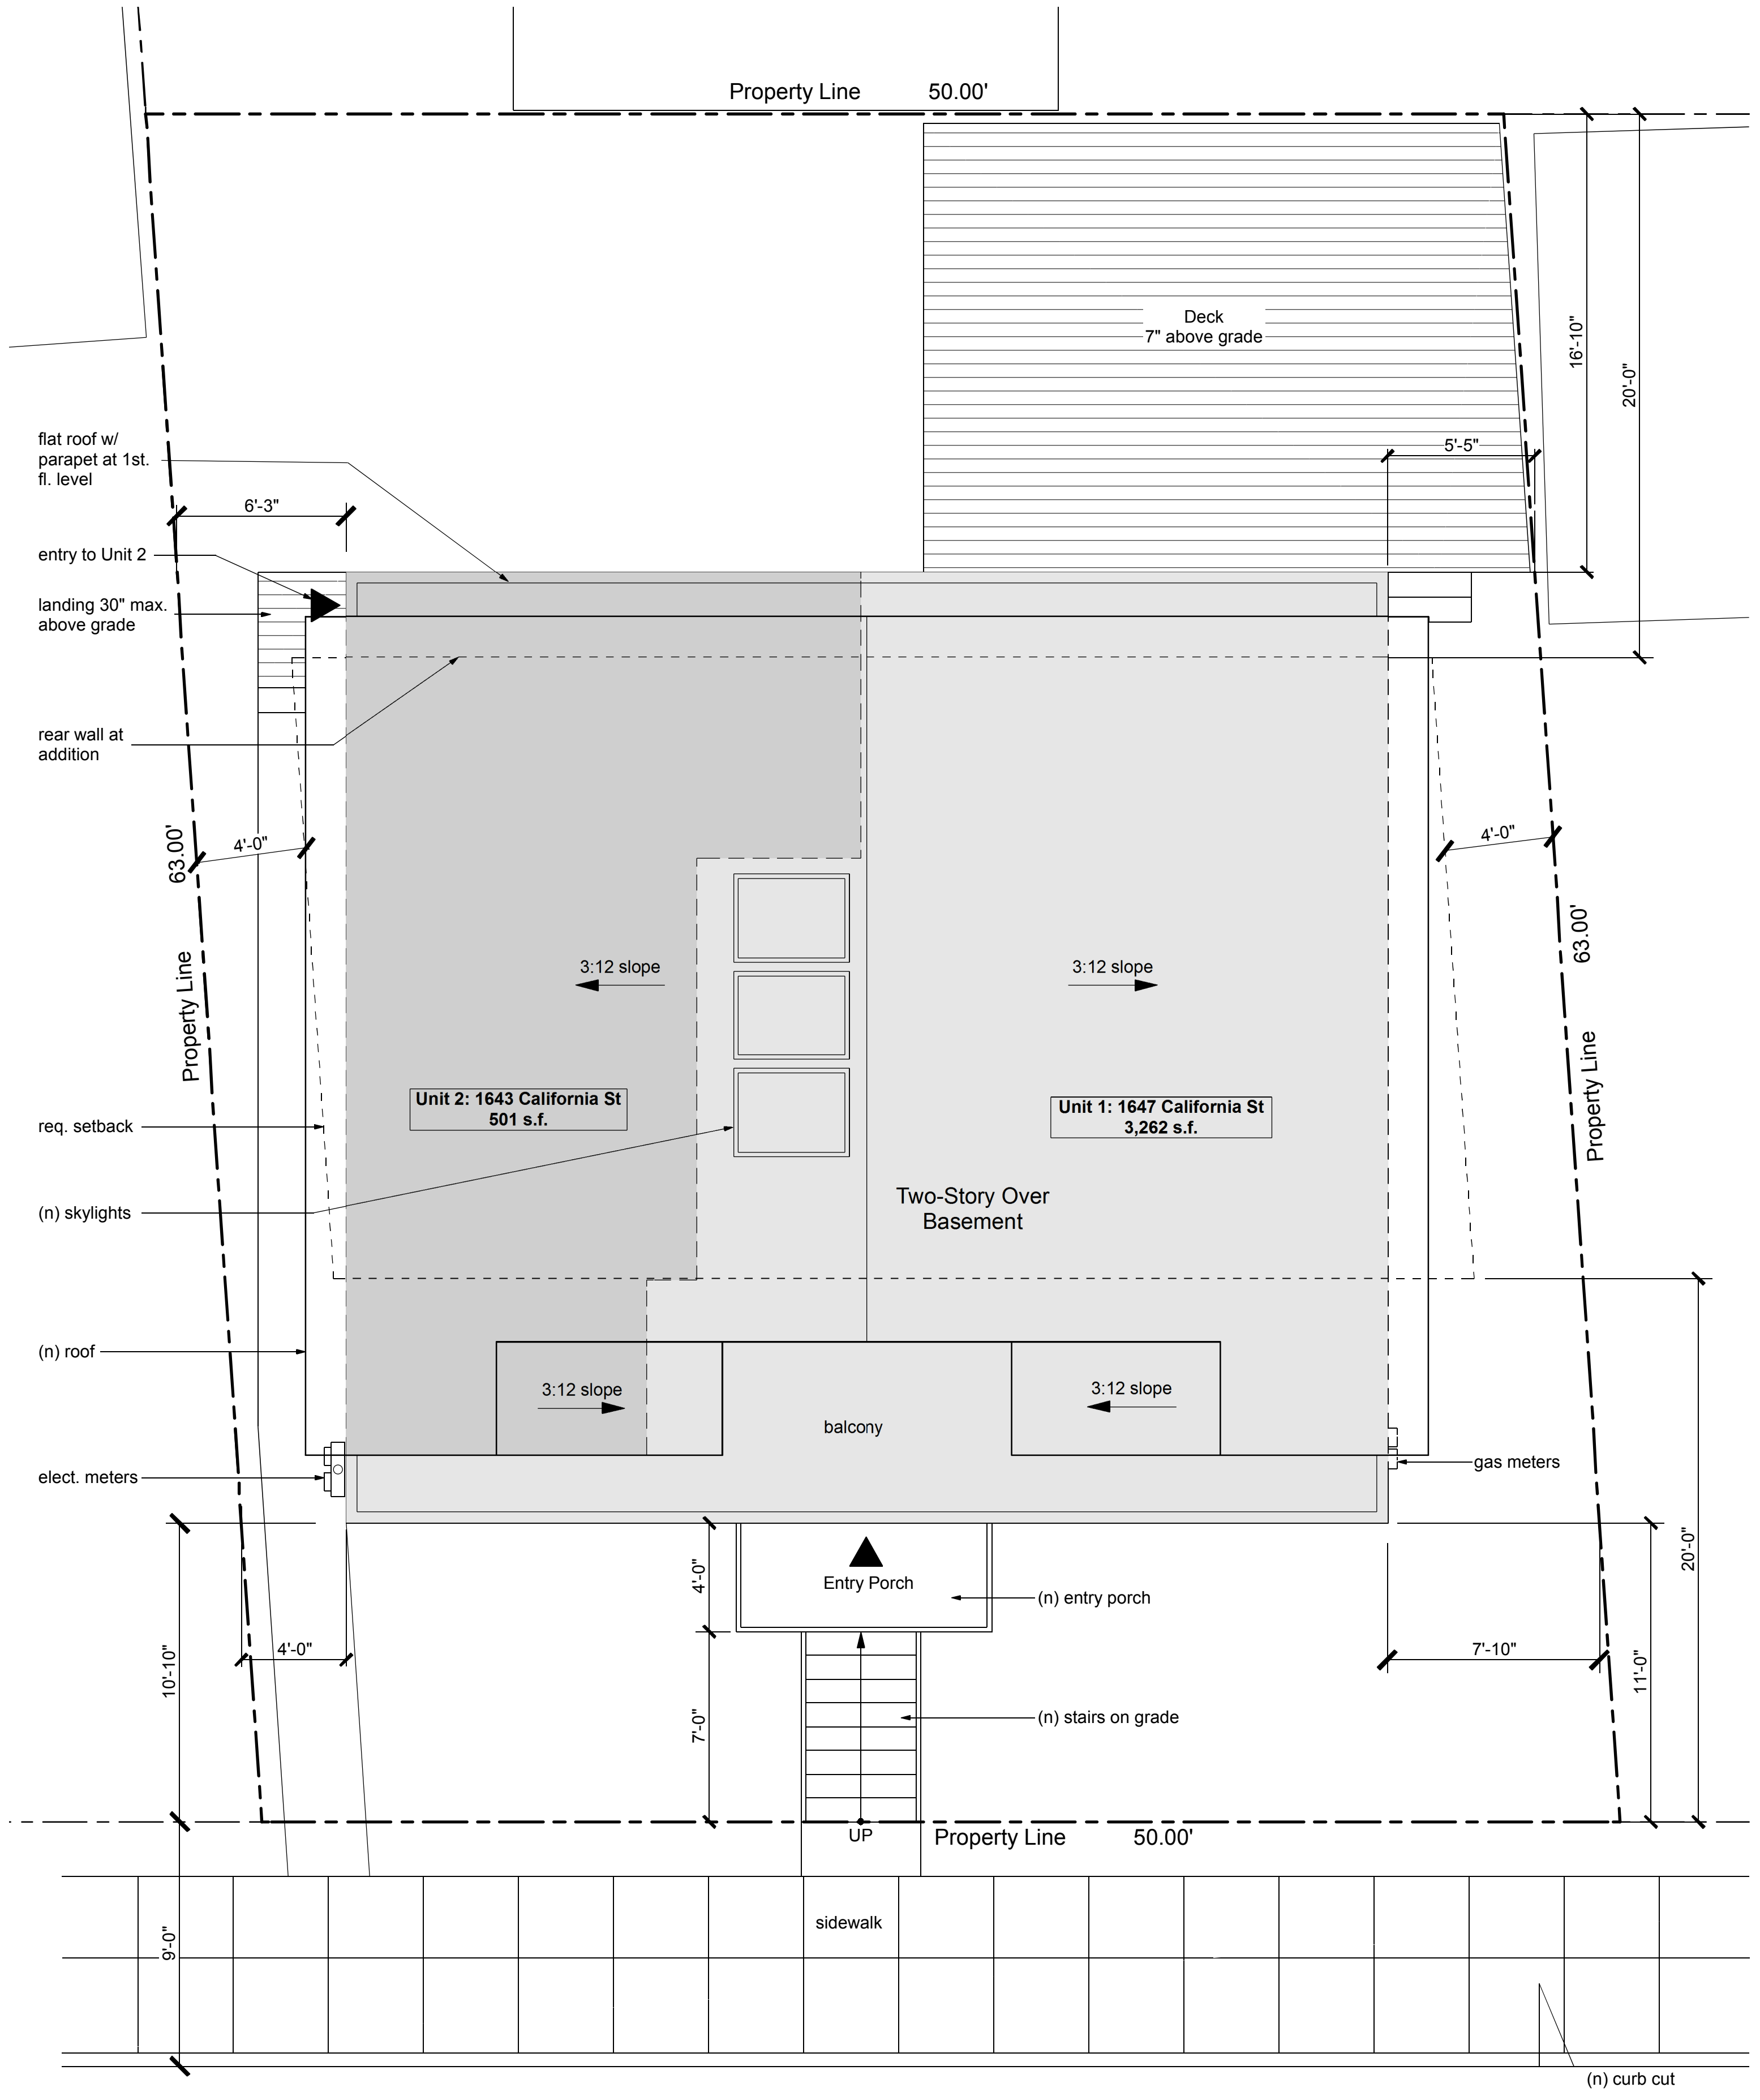 Property Line 50.00'
Deck
7" above grade
16'-10"
20'-0"
5'-5"
flat roof w/
parapet at 1st.
fl. level
6'-3"
entry to Unit 2
landing 30" max.
above grade
rear wall at
addition
4'-0"
63.00'
Property Line
4'-0"
63.00'
Property Line
3:12 slope
3:12 slope
Unit 2: 1643 California St
501 s.f.
Unit 1: 1647 California St
3,262 s.f.
req. setback
(n) skylights
Two-Story Over
Basement
(n) roof
3:12 slope
3:12 slope
balcony
elect. meters
gas meters
4'-0"
Entry Porch
(n) entry porch
20'-0"
10'-10"
4'-0"
7'-10"
11'-0"
7'-0"
(n) stairs on grade
UP
Property Line 50.00'
sidewalk
9'-0"
(n) curb cut